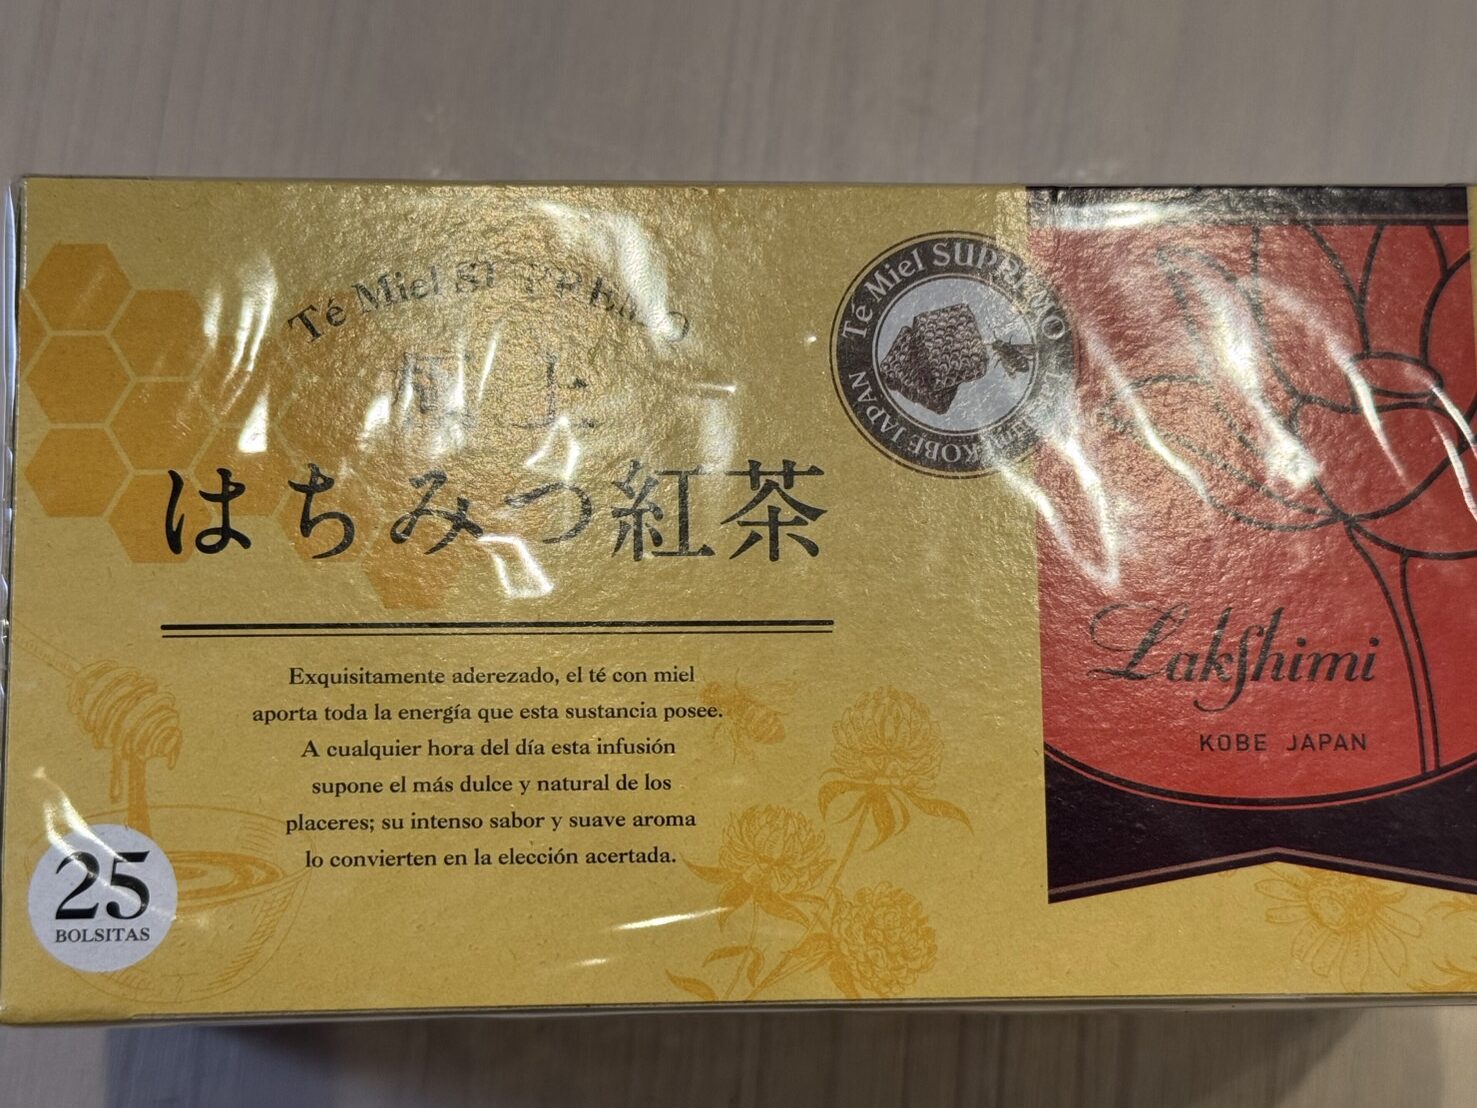 Té Miel SUPREMO
極上
はちみつ紅茶
Exquisitamente aderezado, el té con miel
aporta toda la energía que esta sustancia posee.
A cualquier hora del día esta infusión
supone el más dulce y natural de los
placeres; su intenso sabor y suave aroma
lo convierten en la elección acertada.
25
BOLSITAS
Té Miel SUPREMO
KOBE JAPAN
Lakshimi
KOBE JAPAN